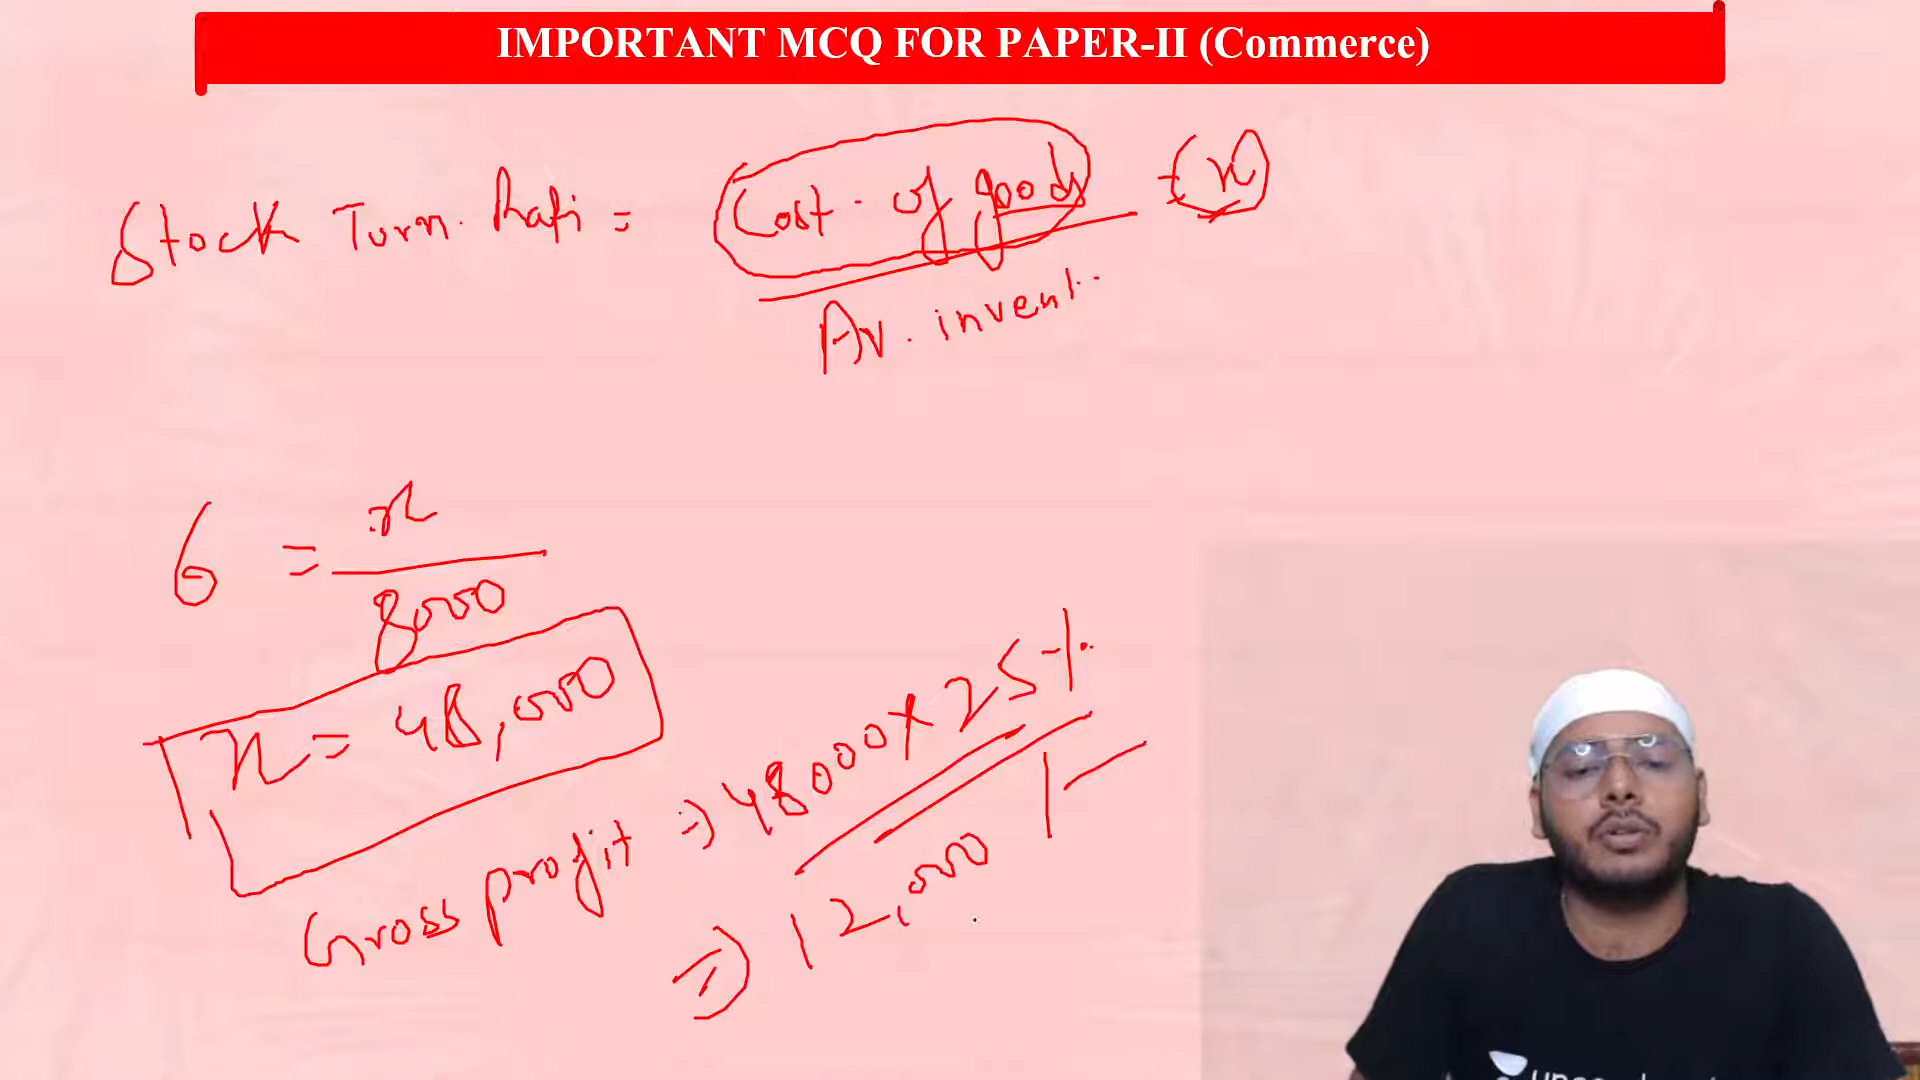 IMPORTANT MCQ FOR PAPER-II (Commerce)
Stock Turn. Rati = Cost. of goods = x
Av. invent..
6 = x
8000
x = 48,000
Gross profit ⇒ 48000 x 25%
⇒ 12,000 /-